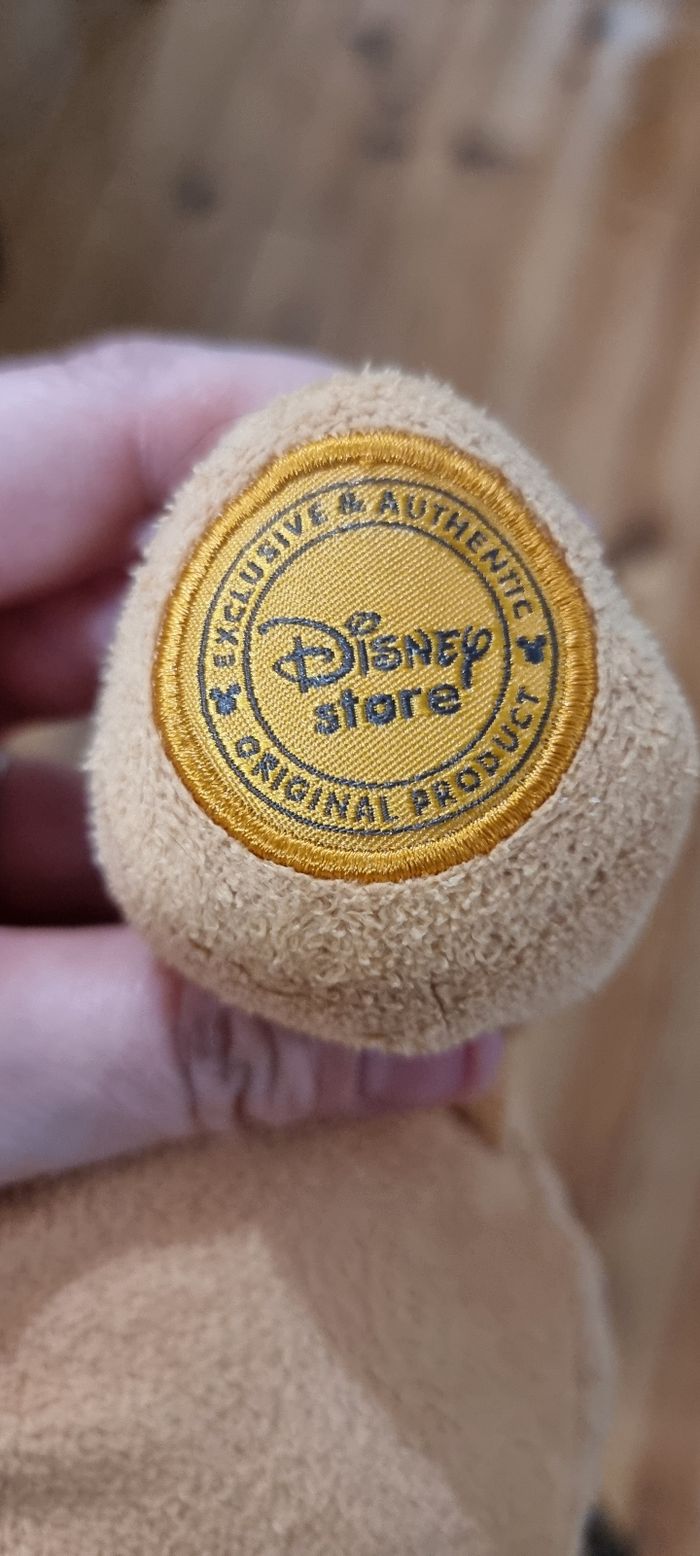 EXCLUSIVE & AUTHENTIC
Disney
store
ORIGINAL PRODUCT